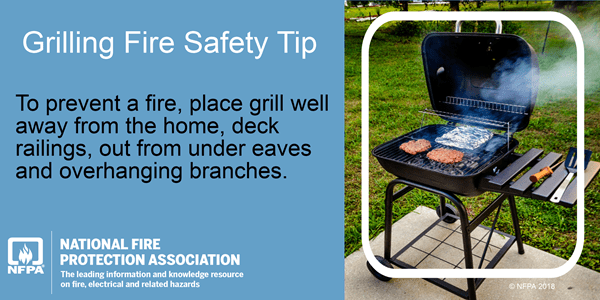 Grilling Fire Safety Tip
To prevent a fire, place grill well
away from the home, deck
railings, out from under eaves
and overhanging branches.
NFPA
NATIONAL FIRE
PROTECTION ASSOCIATION
The leading information and knowledge resource
on fire, electrical and related hazards
© NFPA 2018